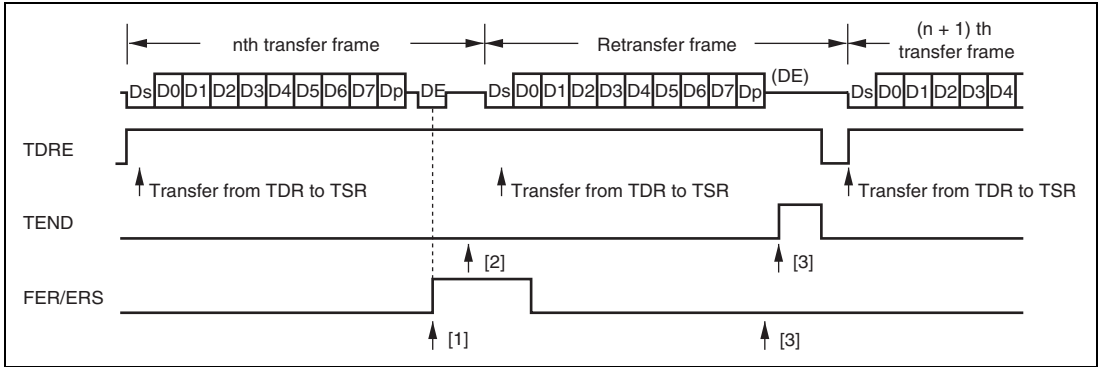 nth transfer frame
Retransfer frame
(n + 1) th
transfer frame
Ds D0 D1 D2 D3 D4 D5 D6 D7 Dp DE
Ds D0 D1 D2 D3 D4 D5 D6 D7 Dp (DE)
Ds D0 D1 D2 D3 D4
TDRE
Transfer from TDR to TSR
Transfer from TDR to TSR
Transfer from TDR to TSR
TEND
[2]
[3]
FER/ERS
[1]
[3]